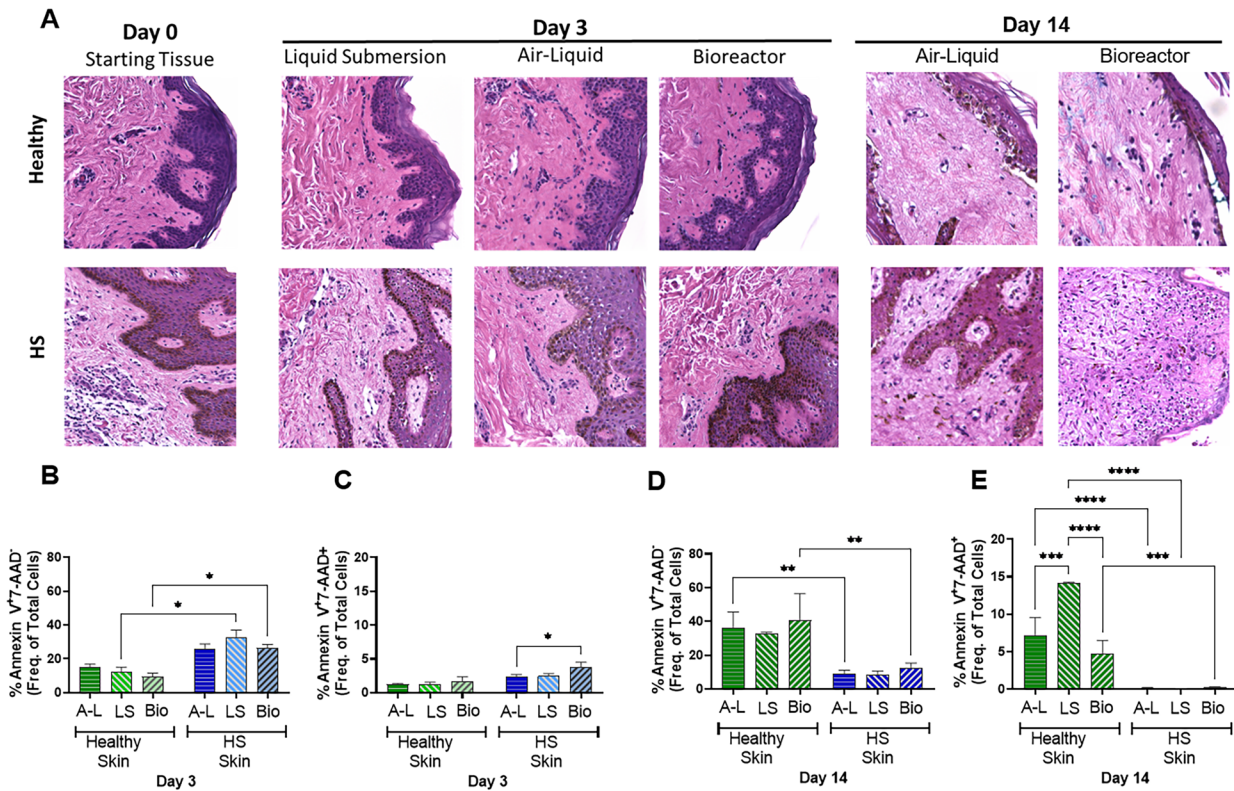 A
Day 0
Day 3
Day 14
Starting Tissue
Liquid Submersion
Air-Liquid
Bioreactor
Air-Liquid
Bioreactor
Healthy
HS
B
% Annexin V⁺7-AAD⁻
(Freq. of Total Cells)
80
60
40
20
0
*
*
A-L LS Bio A-L LS Bio
Healthy Skin
HS Skin
Day 3
C
% Annexin V⁺7-AAD+
(Freq. of Total Cells)
20
15
10
5
0
*
A-L LS Bio A-L LS Bio
Healthy Skin
HS Skin
Day 3
D
% Annexin V⁺7-AAD⁻
(Freq. of Total Cells)
80
60
40
20
0
**
**
A-L LS Bio A-L LS Bio
Healthy Skin
HS Skin
Day 14
E
% Annexin V⁺7-AAD⁺
(Freq. of Total Cells)
20
15
10
5
0
****
****
****
***
***
A-L LS Bio A-L LS Bio
Healthy Skin
HS Skin
Day 14